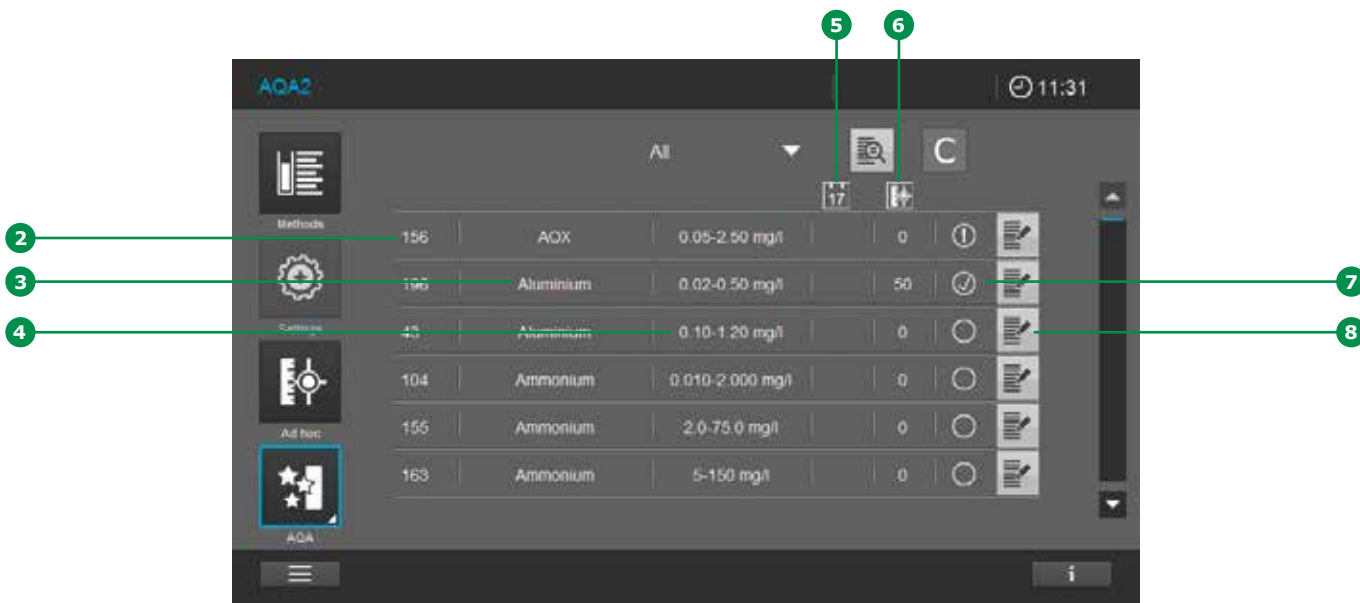 5 6
AQA2 11:31
All C
17
Methods
2 156 AOX 0.05-2.50 mg/l 0
3 196 Aluminium 0.02-0.50 mg/l 50 7
Settings
4 43 Aluminium 0.10-1.20 mg/l 0 8
104 Ammonium 0.010-2.000 mg/l 0
Ad hoc
155 Ammonium 2.0-75.0 mg/l 0
163 Ammonium 5-150 mg/l 0
AQA
i